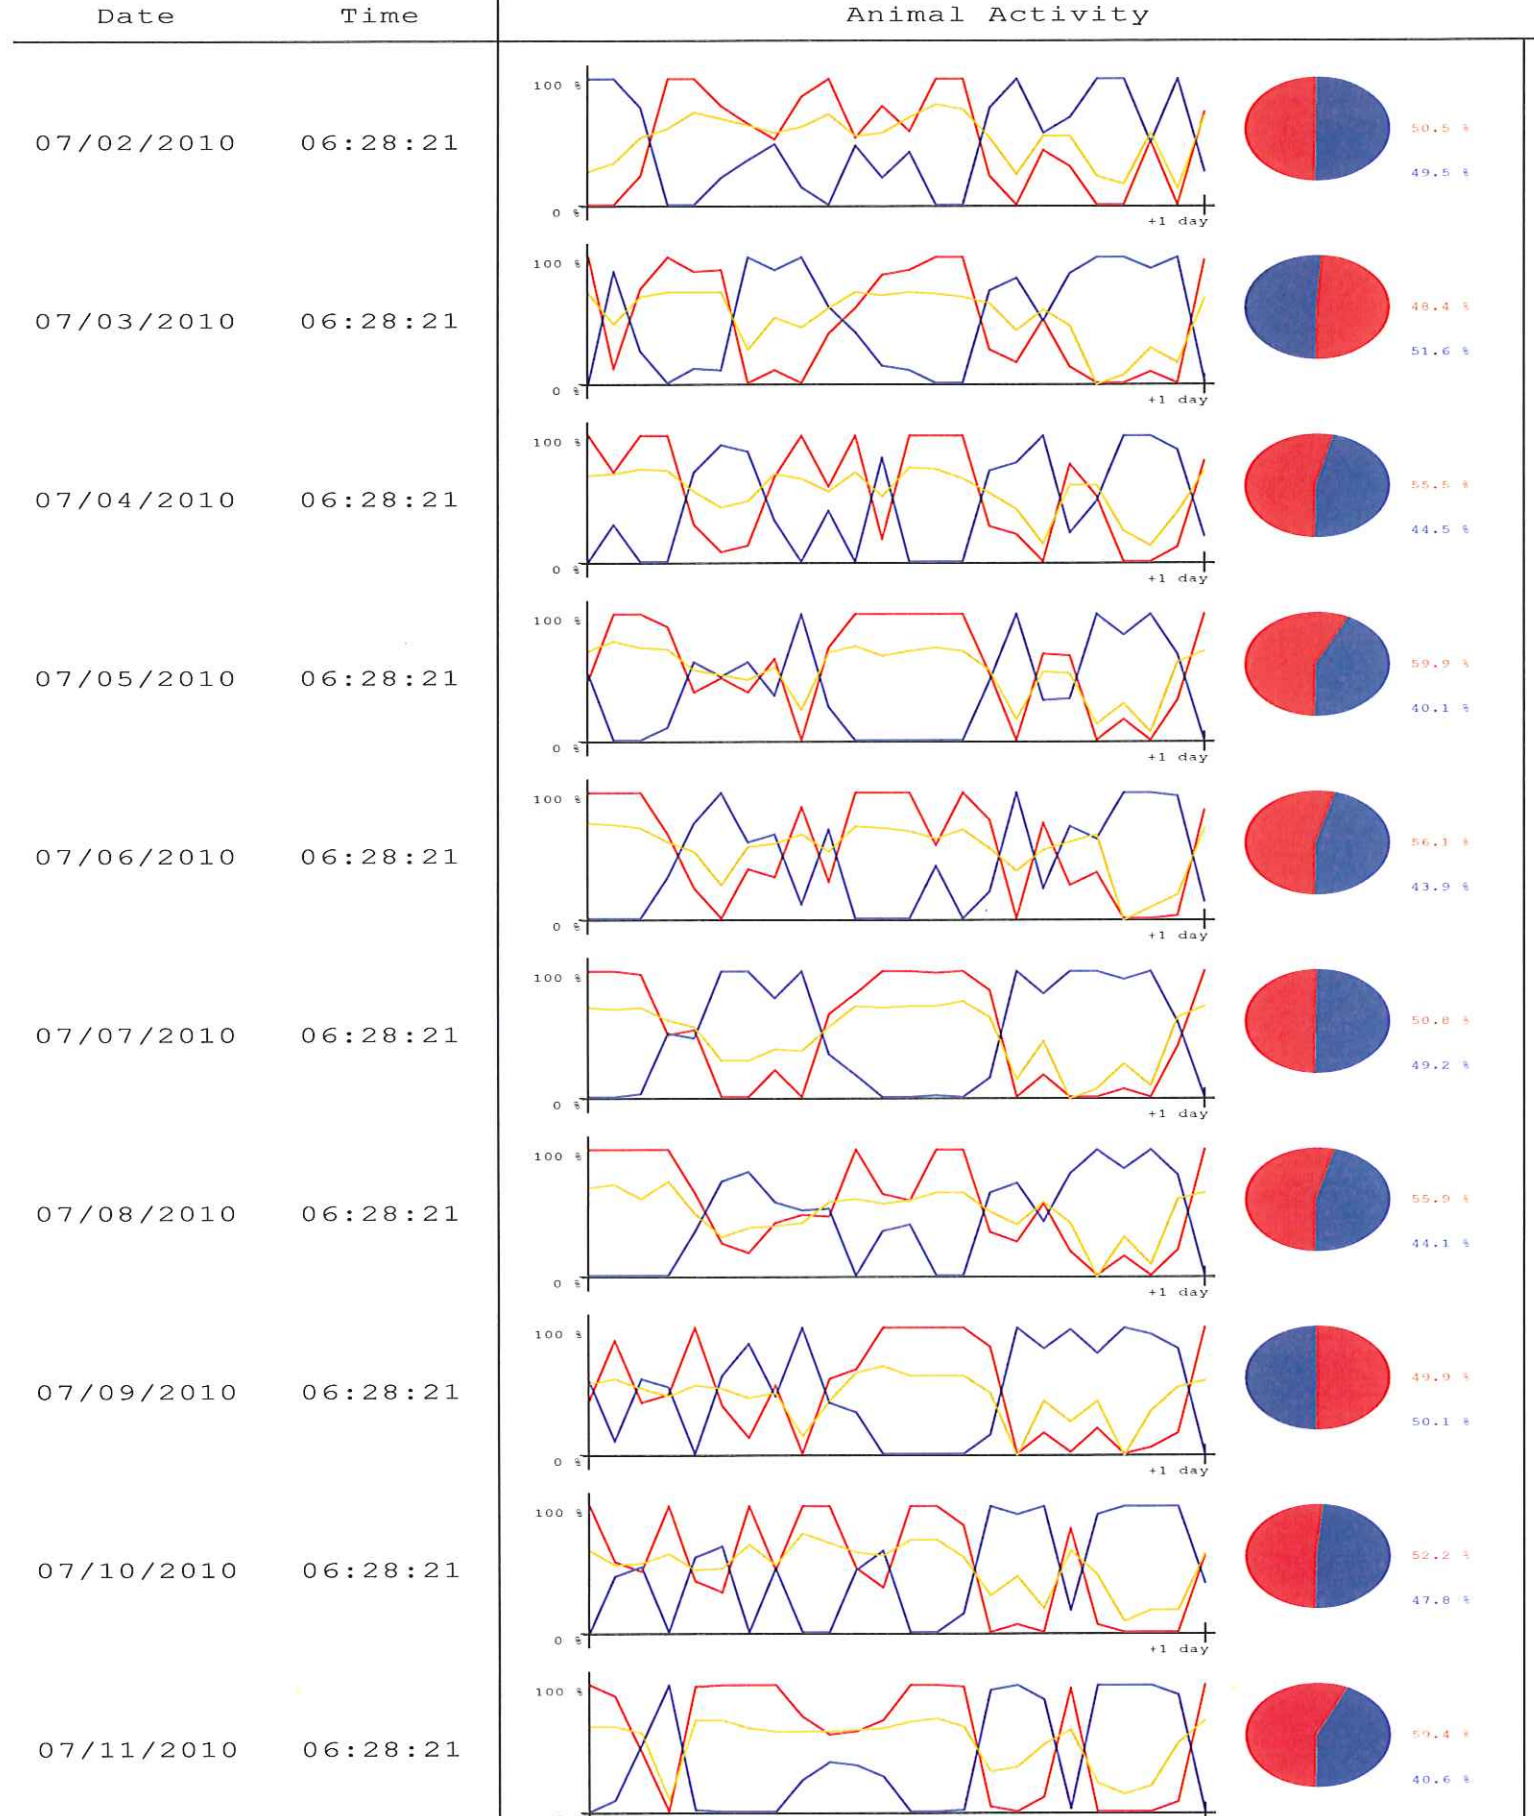 Date Time Animal Activity
100 %
07/02/2010 06:28:21 50.5 %
49.5 %
0 %
+1 day
100 %
07/03/2010 06:28:21 48.4 %
51.6 %
0 %
+1 day
100 %
07/04/2010 06:28:21 55.5 %
44.5 %
0 %
+1 day
100 %
07/05/2010 06:28:21 59.9 %
40.1 %
0 %
+1 day
100 %
07/06/2010 06:28:21 56.1 %
43.9 %
0 %
+1 day
100 %
07/07/2010 06:28:21 50.8 %
49.2 %
0 %
+1 day
100 %
07/08/2010 06:28:21 55.9 %
44.1 %
0 %
+1 day
100 %
07/09/2010 06:28:21 49.9 %
50.1 %
0 %
+1 day
100 %
07/10/2010 06:28:21 52.2 %
47.8 %
0 %
+1 day
100 %
07/11/2010 06:28:21 59.4 %
40.6 %